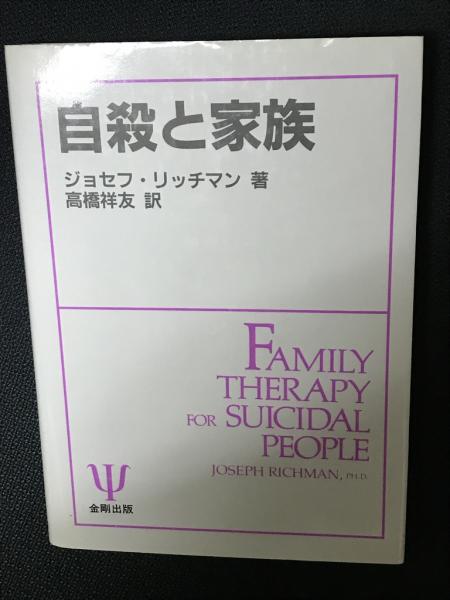 自殺と家族
ジョセフ・リッチマン 著
高橋祥友 訳
FAMILY
THERAPY
FOR SUICIDAL
PEOPLE
JOSEPH RICHMAN, PH.D.
Ψ
金剛出版